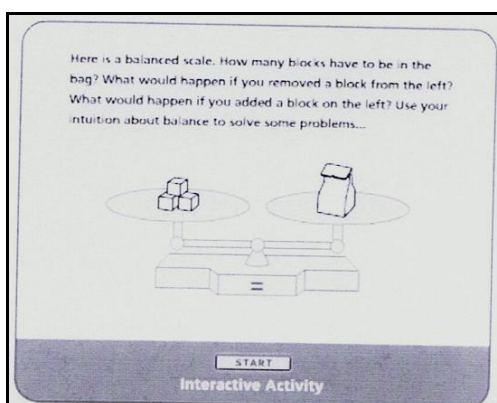 Here is a balanced scale. How many blocks have to be in the
bag? What would happen if you removed a block from the left?
What would happen if you added a block on the left? Use your
intuition about balance to solve some problems...
=
START
Interactive Activity